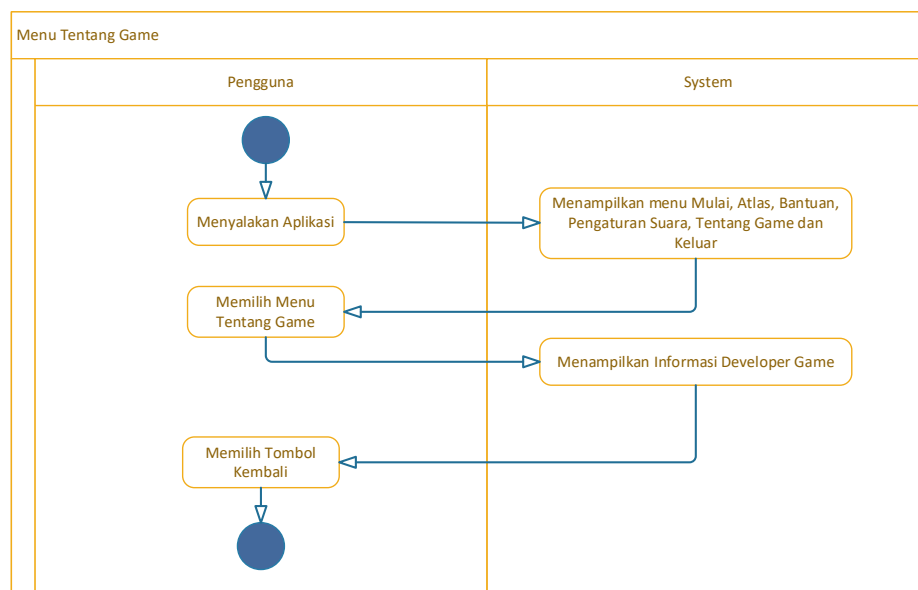 Menu Tentang Game
Pengguna
System
Menyalakan Aplikasi
Menampilkan menu Mulai, Atlas, Bantuan,
Pengaturan Suara, Tentang Game dan
Keluar
Memilih Menu
Tentang Game
Menampilkan Informasi Developer Game
Memilih Tombol
Kembali